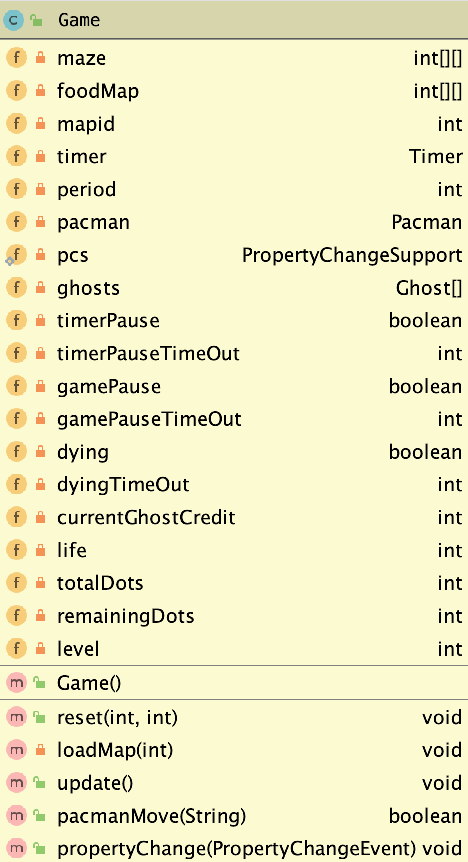 C Game
f maze int[][]
f foodMap int[][]
f mapid int
f timer Timer
f period int
f pacman Pacman
f pcs PropertyChangeSupport
f ghosts Ghost[]
f timerPause boolean
f timerPauseTimeOut int
f gamePause boolean
f gamePauseTimeOut int
f dying boolean
f dyingTimeOut int
f currentGhostCredit int
f life int
f totalDots int
f remainingDots int
f level int
m Game()
m reset(int, int) void
m loadMap(int) void
m update() void
m pacmanMove(String) boolean
m propertyChange(PropertyChangeEvent) void